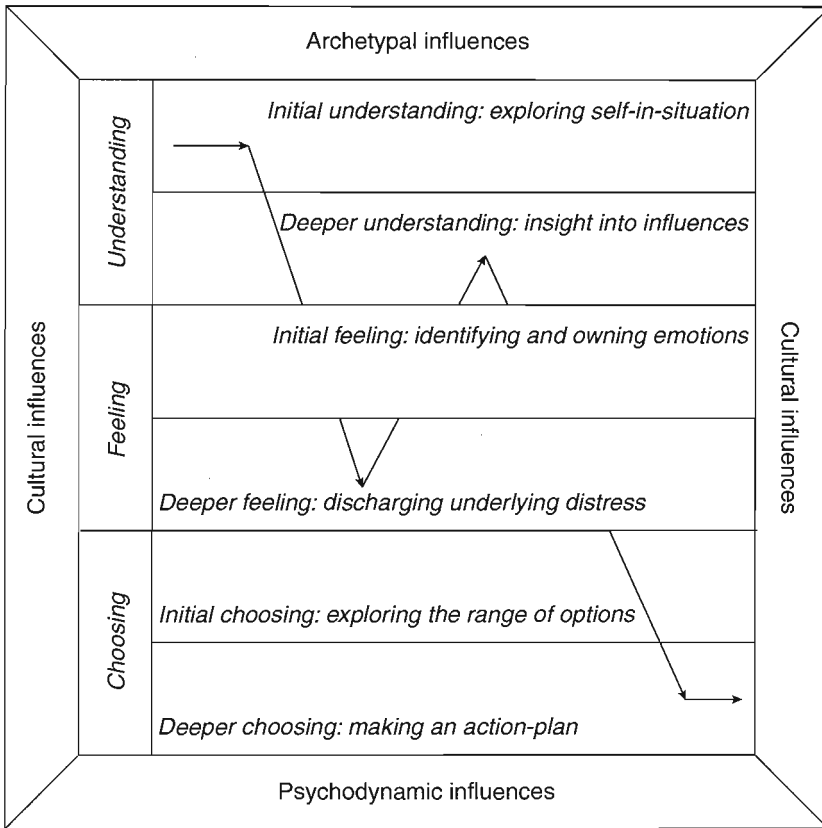 Archetypal influences
Cultural influences
Understanding
Initial understanding: exploring self-in-situation
Deeper understanding: insight into influences
Feeling
Initial feeling: identifying and owning emotions
Deeper feeling: discharging underlying distress
Choosing
Initial choosing: exploring the range of options
Deeper choosing: making an action-plan
Cultural influences
Psychodynamic influences